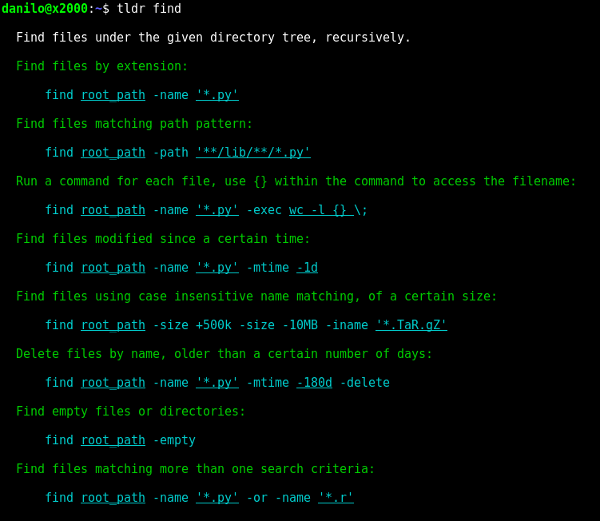 danilo@x2000:~$ tldr find
Find files under the given directory tree, recursively.
Find files by extension:
find root_path -name '*.py'
Find files matching path pattern:
find root_path -path '**/lib/**/*.py'
Run a command for each file, use {} within the command to access the filename:
find root_path -name '*.py' -exec wc -l {} \;
Find files modified since a certain time:
find root_path -name '*.py' -mtime -1d
Find files using case insensitive name matching, of a certain size:
find root_path -size +500k -size -10MB -iname '*.TaR.gZ'
Delete files by name, older than a certain number of days:
find root_path -name '*.py' -mtime -180d -delete
Find empty files or directories:
find root_path -empty
Find files matching more than one search criteria:
find root_path -name '*.py' -or -name '*.r'